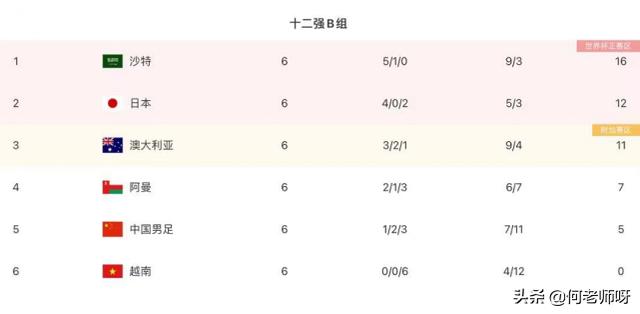 十二强B组
世界杯正赛区
1 沙特 6 5/1/0 9/3 16
2 日本 6 4/0/2 5/3 12
附加赛区
3 澳大利亚 6 3/2/1 9/4 11
4 阿曼 6 2/1/3 6/7 7
5 中国男足 6 1/2/3 7/11 5
6 越南 6 0/0/6 4/12 0
头条 @何老师呀